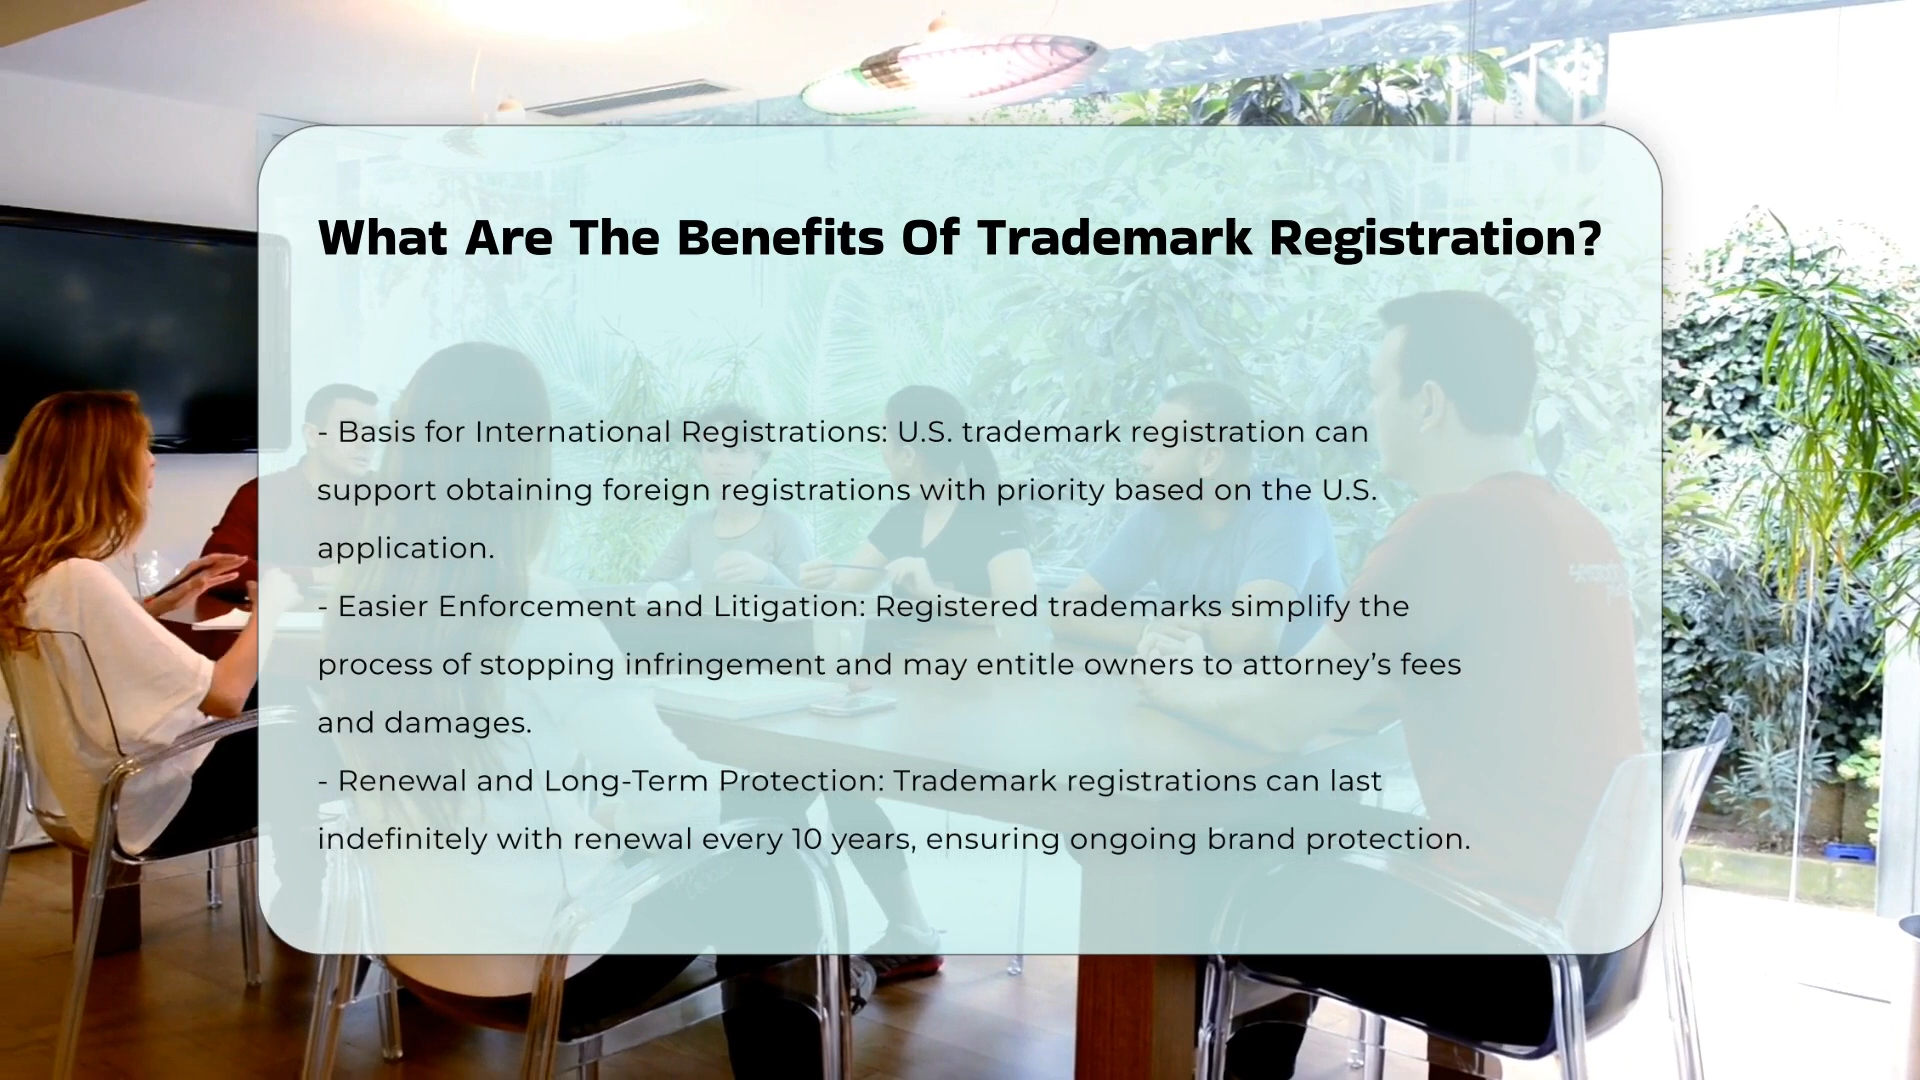 What Are The Benefits Of Trademark Registration?
- Basis for International Registrations: U.S. trademark registration can
support obtaining foreign registrations with priority based on the U.S.
application.
- Easier Enforcement and Litigation: Registered trademarks simplify the
process of stopping infringement and may entitle owners to attorney’s fees
and damages.
- Renewal and Long-Term Protection: Trademark registrations can last
indefinitely with renewal every 10 years, ensuring ongoing brand protection.